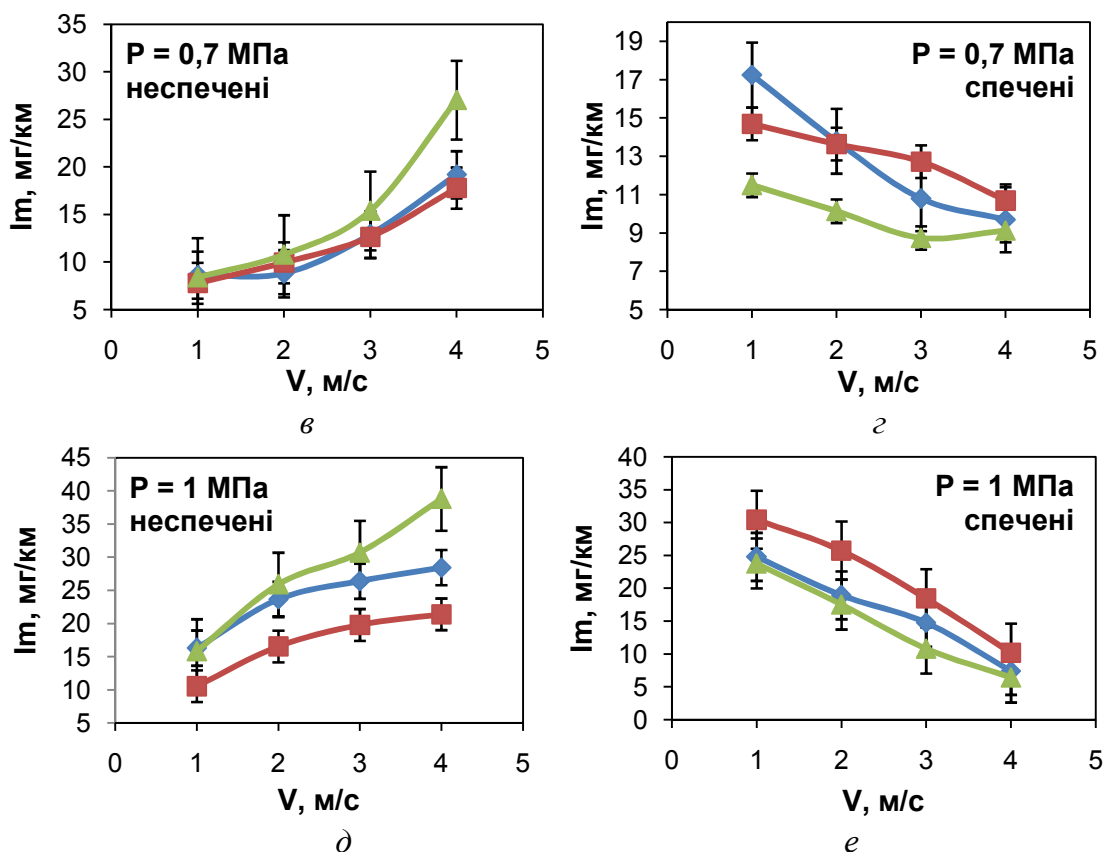 35
30
25
20
15
10
5
Im, мг/км
P = 0,7 МПа
неспечені
0 1 2 3 4 5
V, м/с
в
19
17
15
13
11
9
7
5
Im, мг/км
P = 0,7 МПа
спечені
0 1 2 3 4 5
V, м/с
г
45
40
35
30
25
20
15
10
5
Im, мг/км
P = 1 МПа
неспечені
0 1 2 3 4 5
V, м/с
д
40
35
30
25
20
15
10
5
0
Im, мг/км
P = 1 МПа
спечені
0 1 2 3 4 5
V, м/с
е